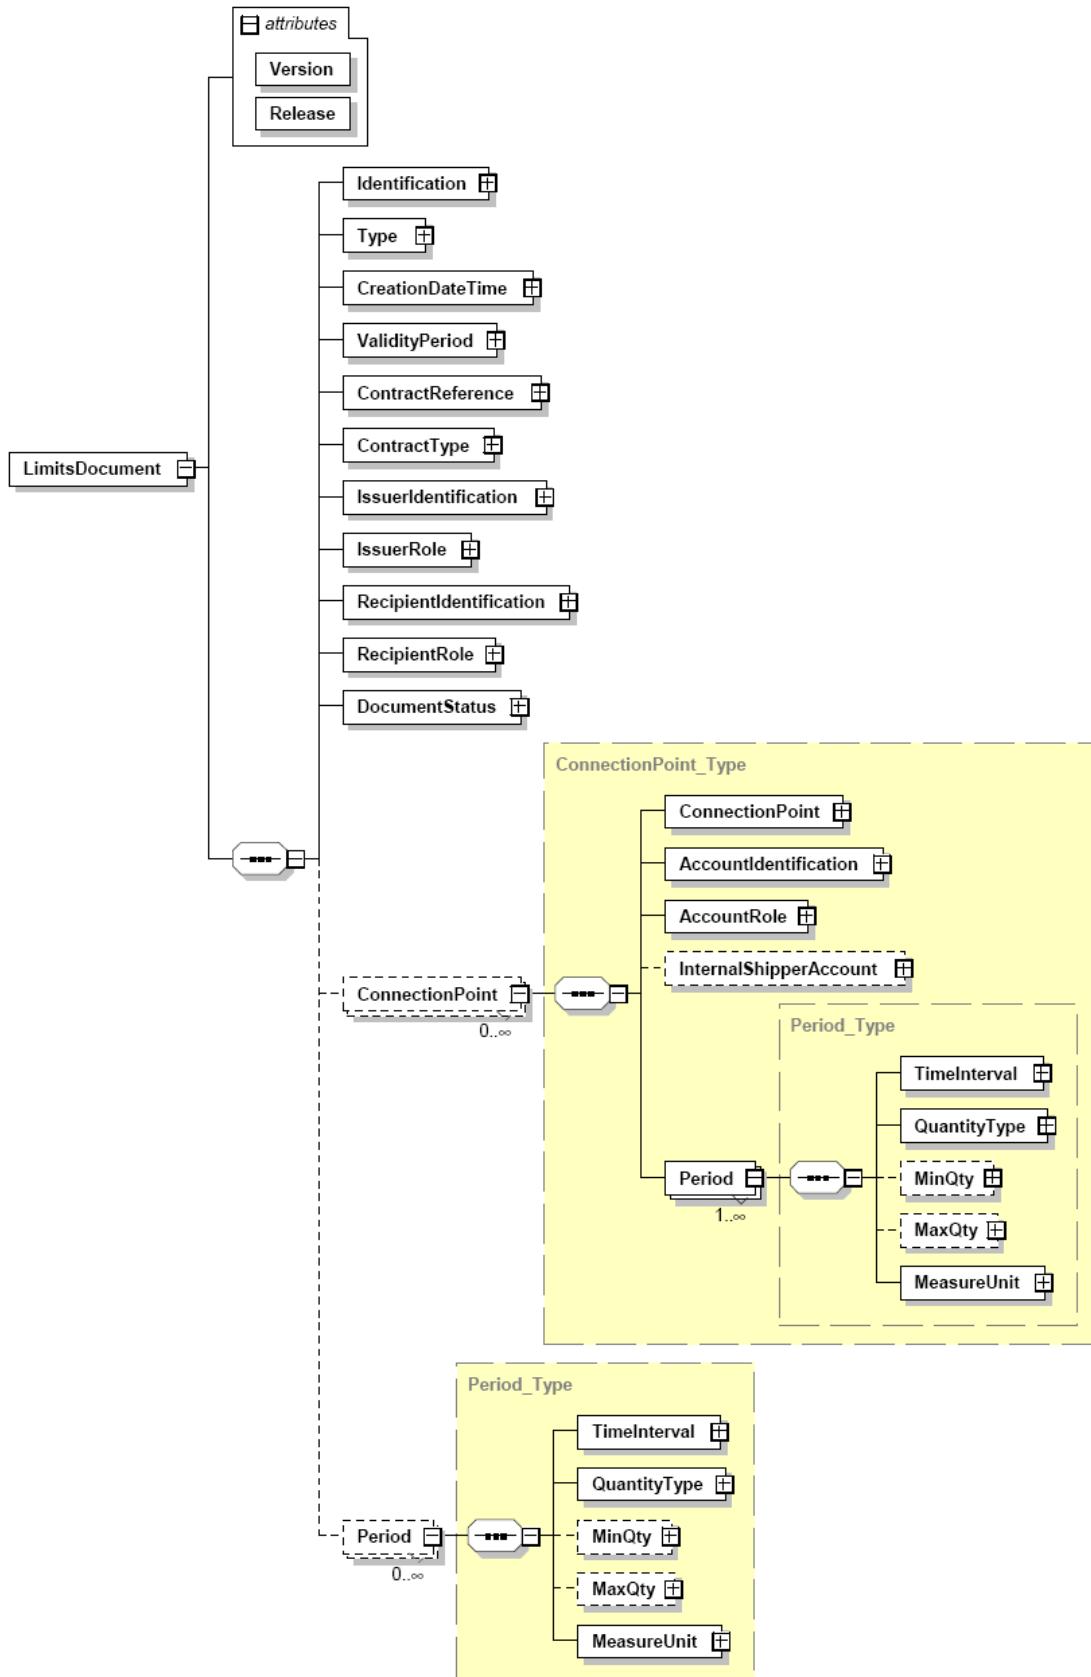 attributes
Version
Release
Identification
Type
CreationDateTime
ValidityPeriod
ContractReference
ContractType
LimitsDocument
IssuerIdentification
IssuerRole
RecipientIdentification
RecipientRole
DocumentStatus
ConnectionPoint_Type
ConnectionPoint
AccountIdentification
AccountRole
InternalShipperAccount
ConnectionPoint
0..∞
Period_Type
TimeInterval
QuantityType
Period
1..∞
MinQty
MaxQty
MeasureUnit
Period_Type
TimeInterval
QuantityType
Period
0..∞
MinQty
MaxQty
MeasureUnit